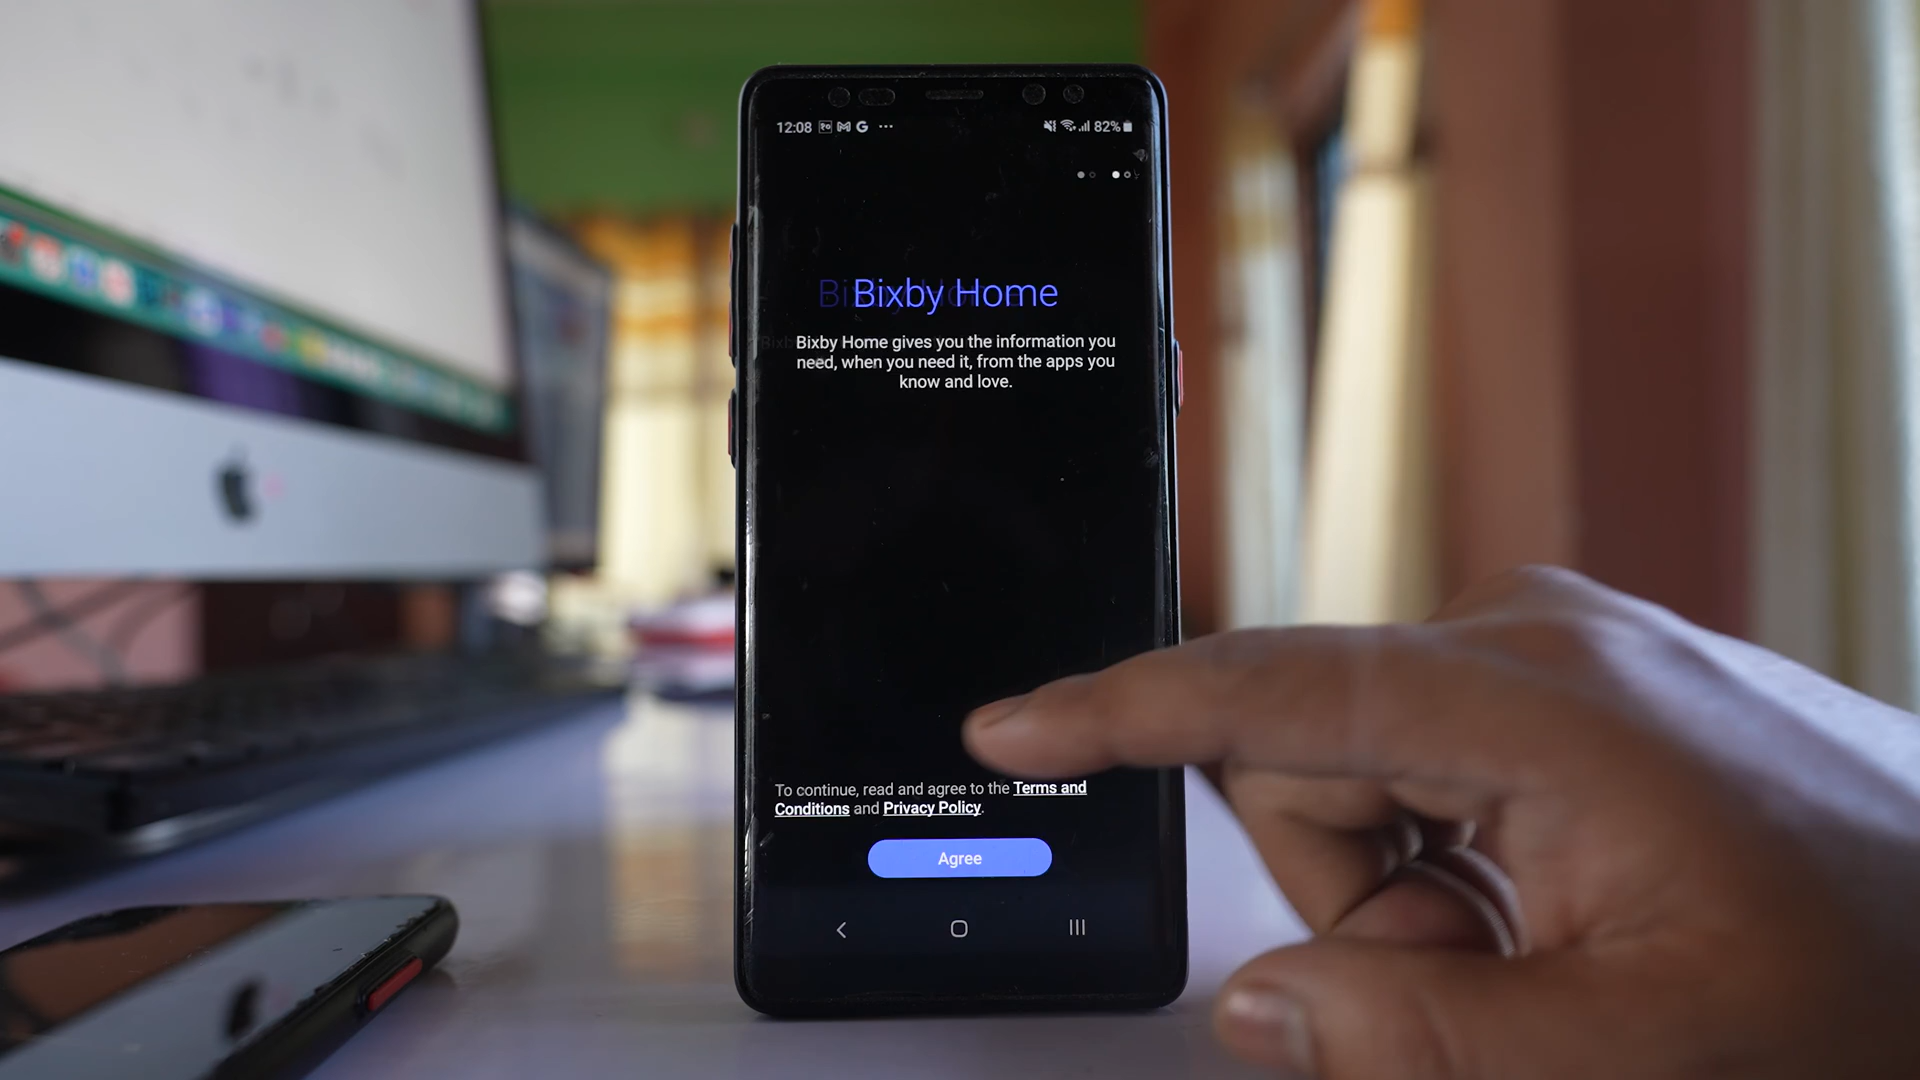 12:08
82%
Bixby Home
Bixby Home gives you the information you
need, when you need it, from the apps you
know and love.
To continue, read and agree to the Terms and
Conditions and Privacy Policy.
Agree